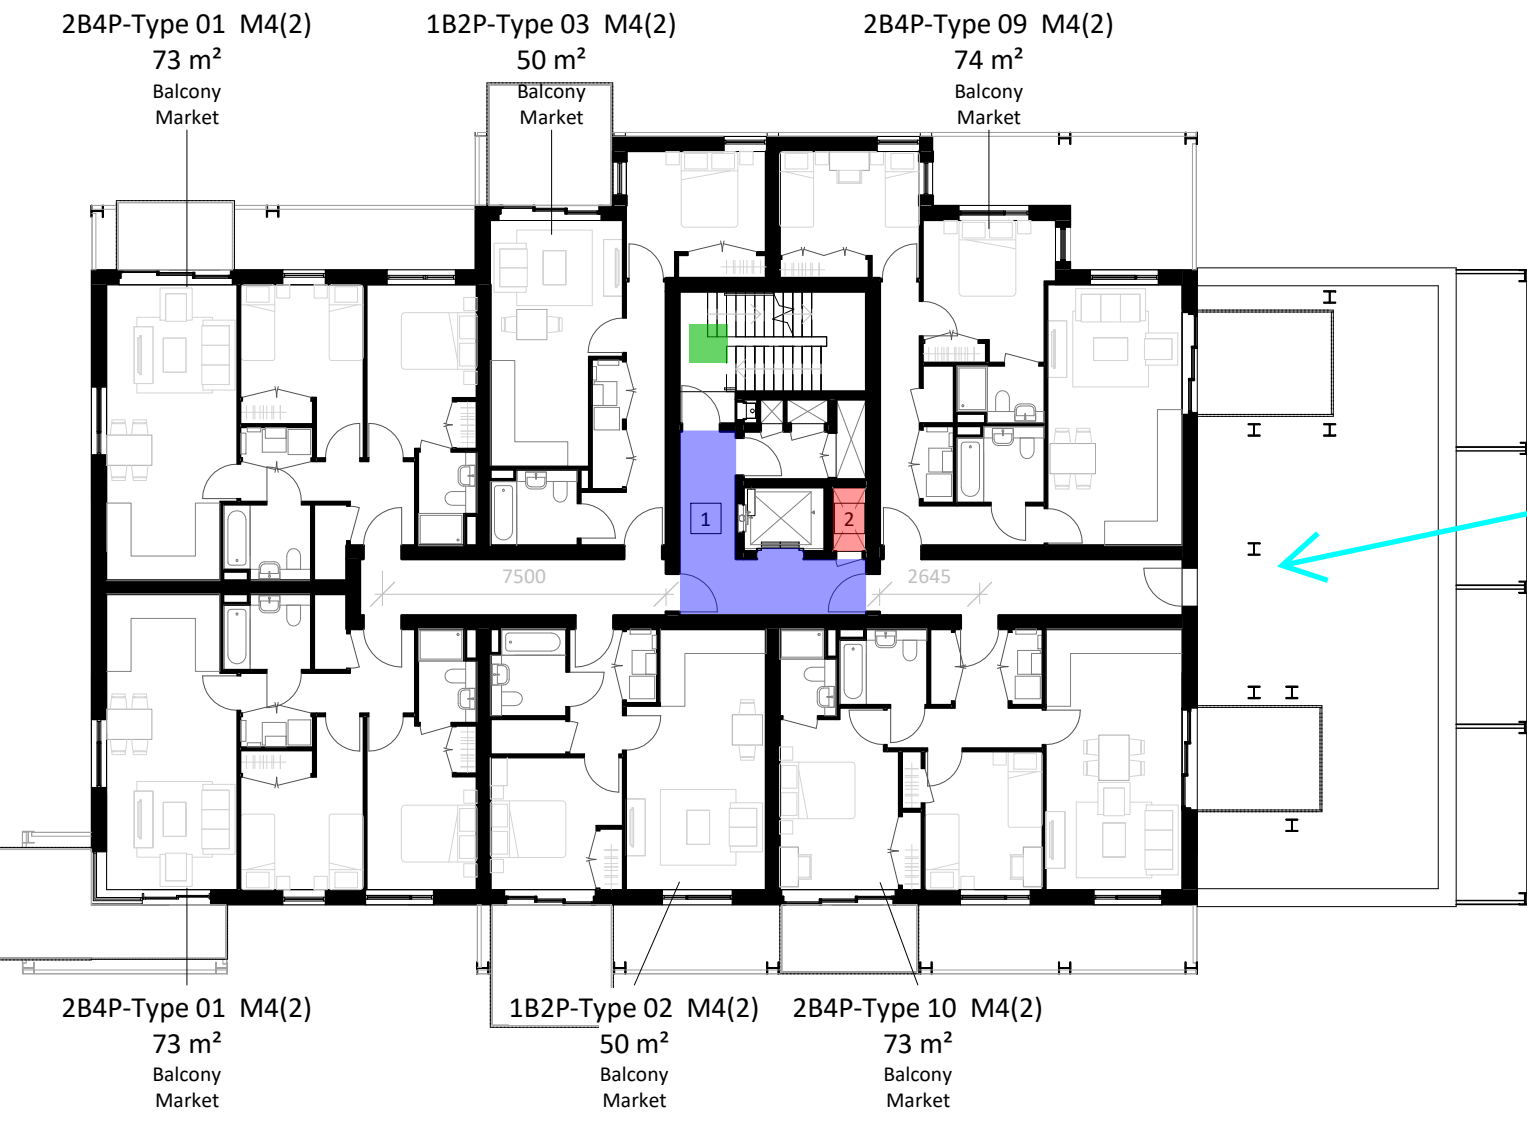 2B4P-Type 01  M4(2)
73 m²
Balcony
Market
1B2P-Type 03  M4(2)
50 m²
Balcony
Market
2B4P-Type 09  M4(2)
74 m²
Balcony
Market
1
2
7500
2645
2B4P-Type 01  M4(2)
73 m²
Balcony
Market
1B2P-Type 02  M4(2)
50 m²
Balcony
Market
2B4P-Type 10  M4(2)
73 m²
Balcony
Market